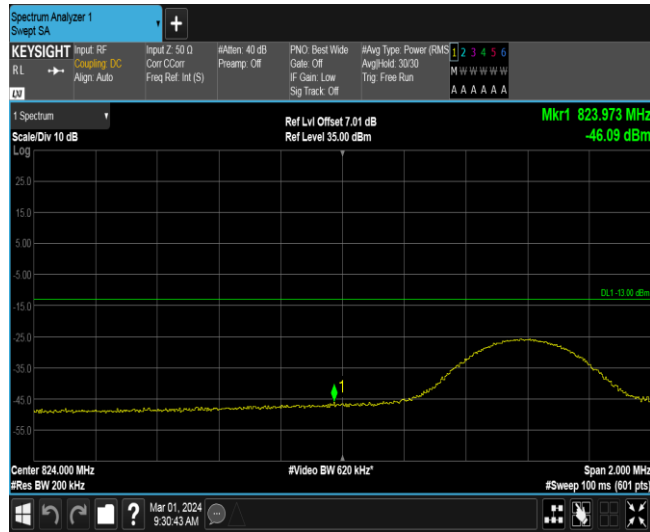 Spectrum Analyzer 1
Swept SA
+
KEYSIGHT
RL
LXI
Input: RF
Coupling: DC
Align: Auto
Input Z: 50 Ω
Corr CCorr
Freq Ref: Int (S)
#Atten: 40 dB
Preamp: Off
PNO: Best Wide
Gate: Off
IF Gain: Low
Sig Track: Off
#Avg Type: Power (RMS
Avg|Hold: 30/30
Trig: Free Run
1 2 3 4 5 6
M W W W W W
A A A A A A
1 Spectrum
Scale/Div 10 dB
Log
Ref Lvl Offset 7.01 dB
Ref Level 35.00 dBm
Mkr1 823.973 MHz
-46.09 dBm
25.0
15.0
5.00
-5.00
DL1 -13.00 dBm
-15.0
-25.0
-35.0
1
-45.0
-55.0
Center 824.000 MHz
#Res BW 200 kHz
#Video BW 620 kHz*
Span 2.000 MHz
#Sweep 100 ms (601 pts)
?
Mar 01, 2024
9:30:43 AM